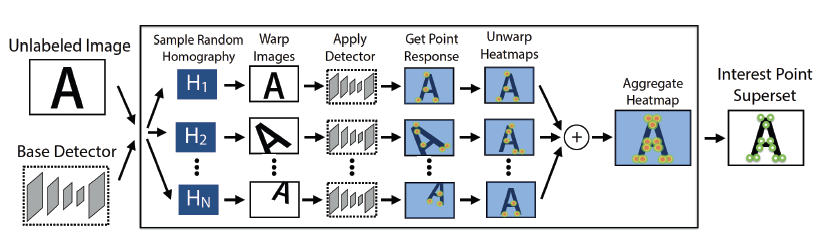 Unlabeled Image
A
Base Detector
Sample Random
Homography
H1
H2
HN
Warp
Images
A
A
A
Apply
Detector
Get Point
Response
A
A
A
Unwarp
Heatmaps
A
A
A
+
Aggregate
Heatmap
A
Interest Point
Superset
A